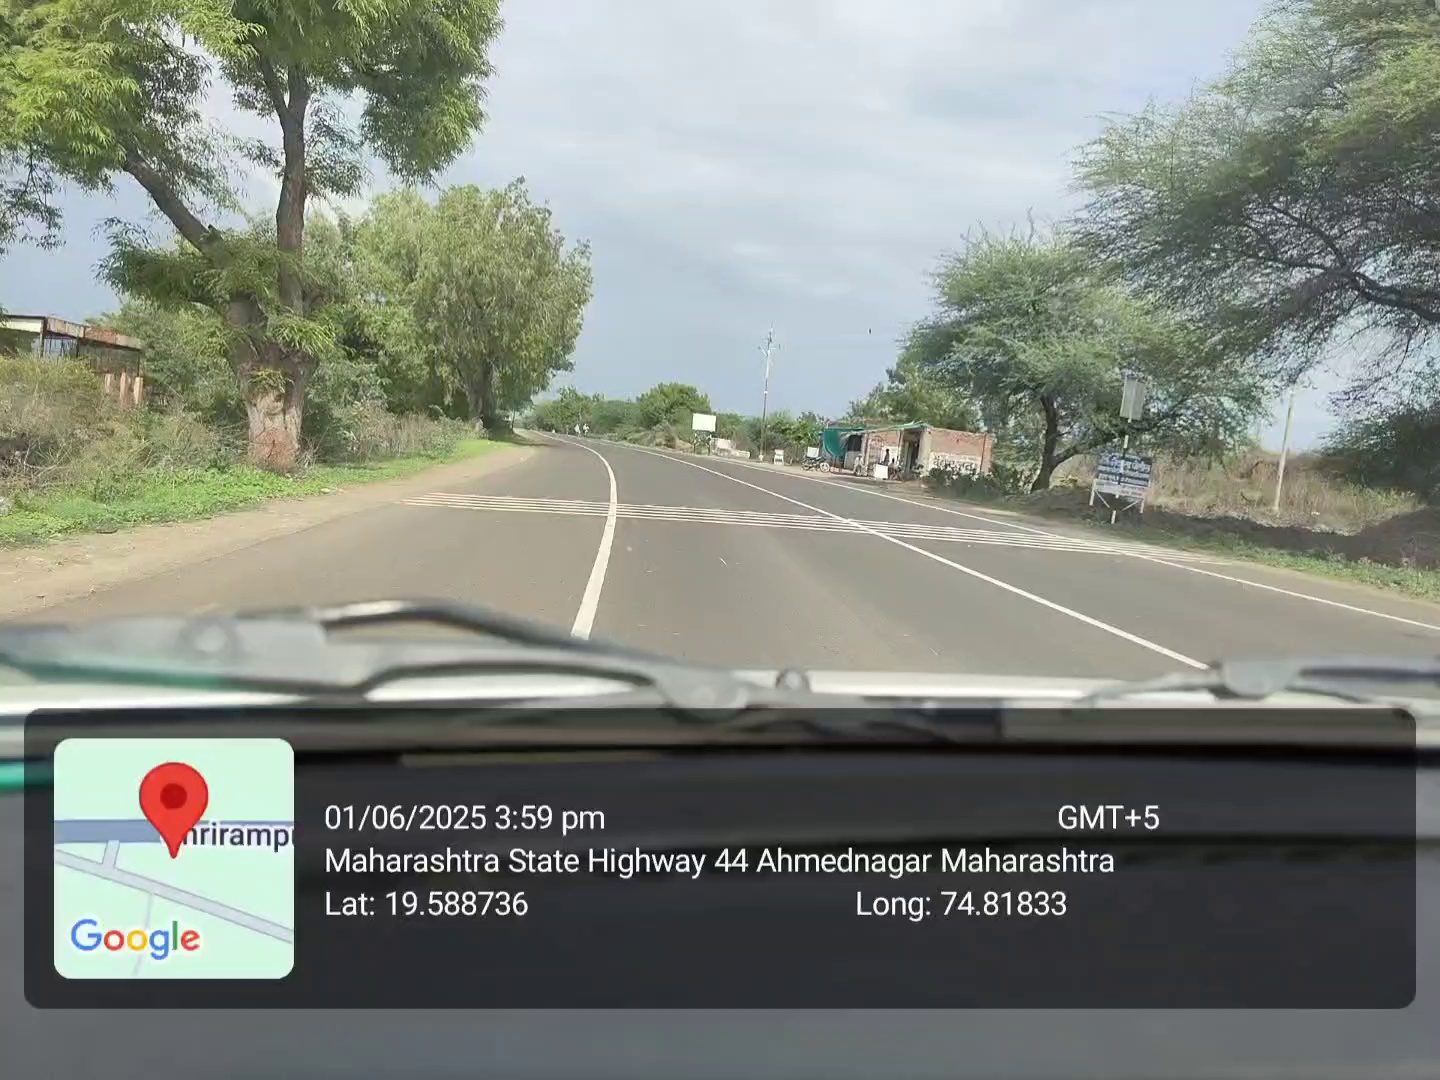 hrirampu
Google
01/06/2025 3:59 pm
GMT+5
Maharashtra State Highway 44 Ahmednagar Maharashtra
Lat: 19.588736
Long: 74.81833